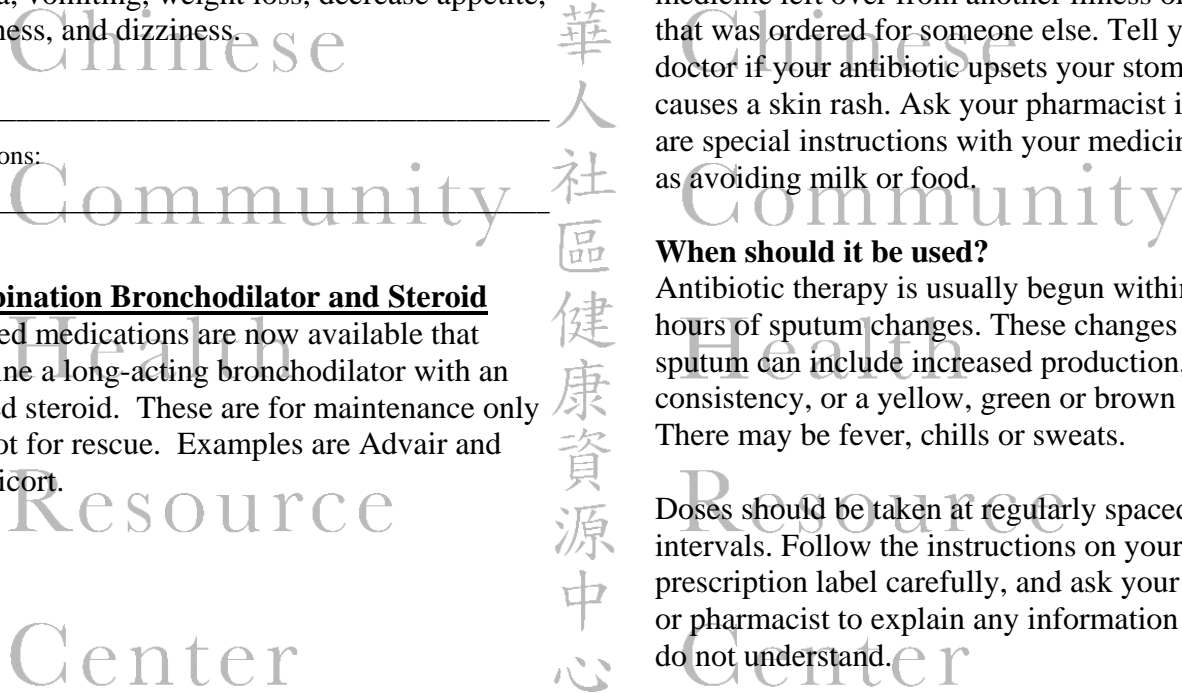 a, vomiting, weight loss, decrease appetite,
ness, and dizziness.
ons:
bination Bronchodilator and Steroid
ed medications are now available that
ine a long-acting bronchodilator with an
ed steroid. These are for maintenance only
ot for rescue. Examples are Advair and
icort.
medicine left over from another illness or
that was ordered for someone else. Tell y
doctor if your antibiotic upsets your stom
causes a skin rash. Ask your pharmacist i
are special instructions with your medicin
as avoiding milk or food.
When should it be used?
Antibiotic therapy is usually begun within
hours of sputum changes. These changes
sputum can include increased production,
consistency, or a yellow, green or brown
There may be fever, chills or sweats.
Doses should be taken at regularly spaced
intervals. Follow the instructions on your
prescription label carefully, and ask your
or pharmacist to explain any information
do not understand.
Chinese
Community
Health
Resource
Center
華人社區健康資源中心
Chinese
Community
Health
Resource
Center